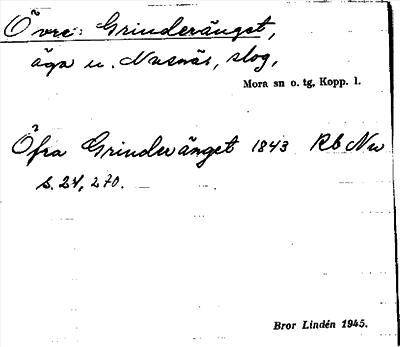 Övre: Grinderänget,
äga u. Nusnäs, slog,
Mora sn o. tg, Kopp. l.
Öfra Grinderänget 1843 Rb Nu
s. 24, 270.
Bror Lindén 1945.